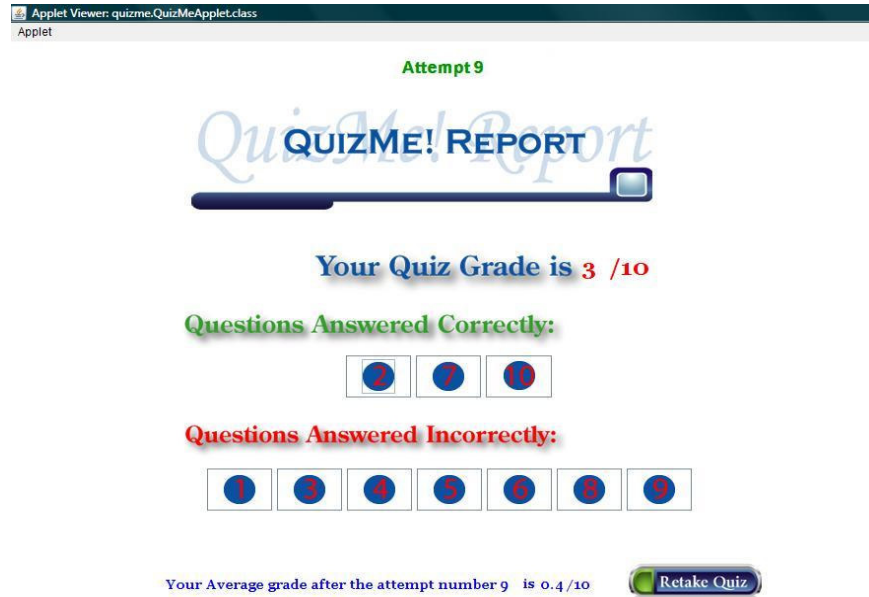 Applet Viewer: quizme.QuizMeApplet.class
Applet
Attempt 9
QuizMe! Report
QUIZME! REPORT
Your Quiz Grade is 3 /10
Questions Answered Correctly:
2 7 10
Questions Answered Incorrectly:
1 3 4 5 6 8 9
Your Average grade after the attempt number 9 is 0.4 /10 Retake Quiz